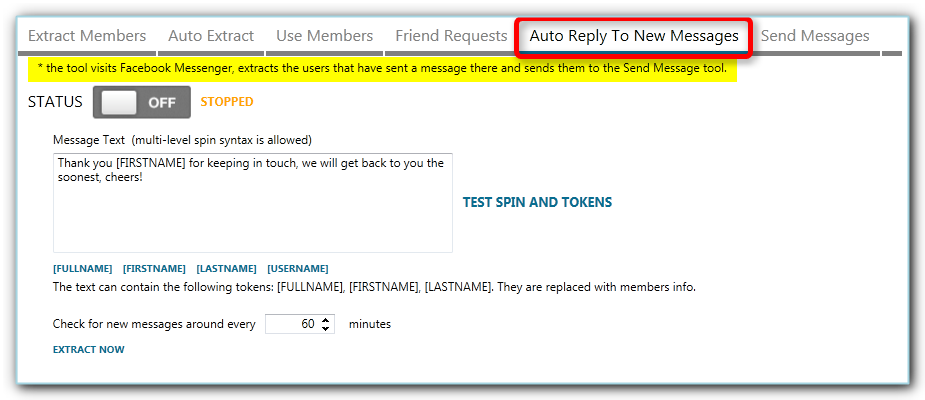 Extract Members Auto Extract Use Members Friend Requests Auto Reply To New Messages Send Messages
* the tool visits Facebook Messenger, extracts the users that have sent a message there and sends them to the Send Message tool.
STATUS OFF STOPPED
Message Text (multi-level spin syntax is allowed)
Thank you [FIRSTNAME] for keeping in touch, we will get back to you the
soonest, cheers!
TEST SPIN AND TOKENS
[FULLNAME] [FIRSTNAME] [LASTNAME] [USERNAME]
The text can contain the following tokens: [FULLNAME], [FIRSTNAME], [LASTNAME]. They are replaced with members info.
Check for new messages around every 60 minutes
EXTRACT NOW